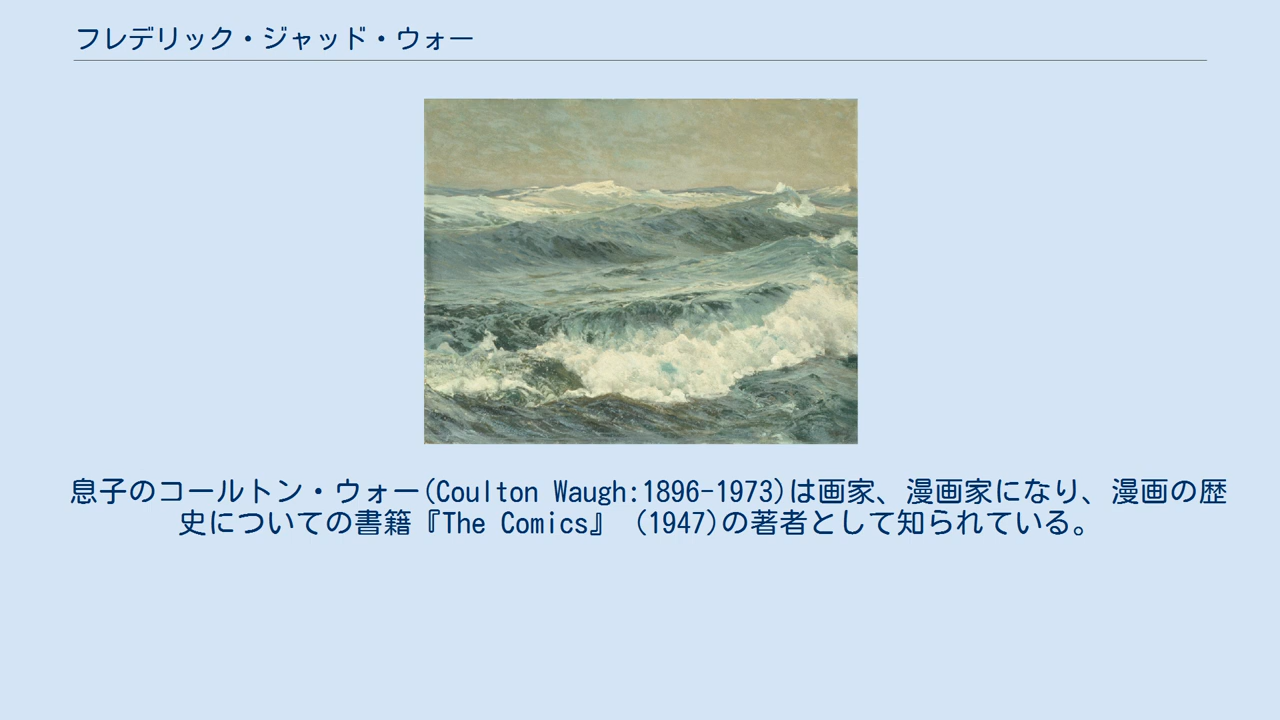 フレデリック・ジャッド・ウォー
息子のコールトン・ウォー(Coulton Waugh:1896-1973)は画家、漫画家になり、漫画の歴
史についての書籍『The Comics』 (1947)の著者として知られている。